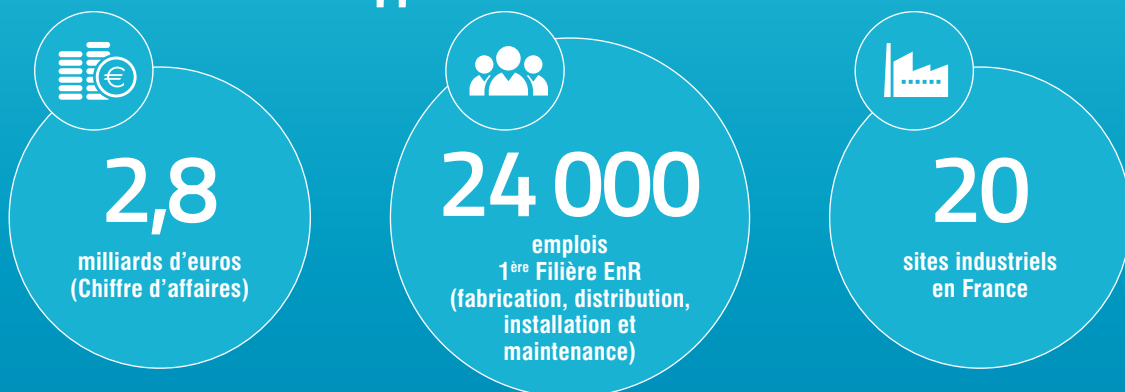 2,8
milliards d’euros
(Chiffre d’affaires)
24 000
emplois
1ère Filière EnR
(fabrication, distribution,
installation et
maintenance)
20
sites industriels
en France